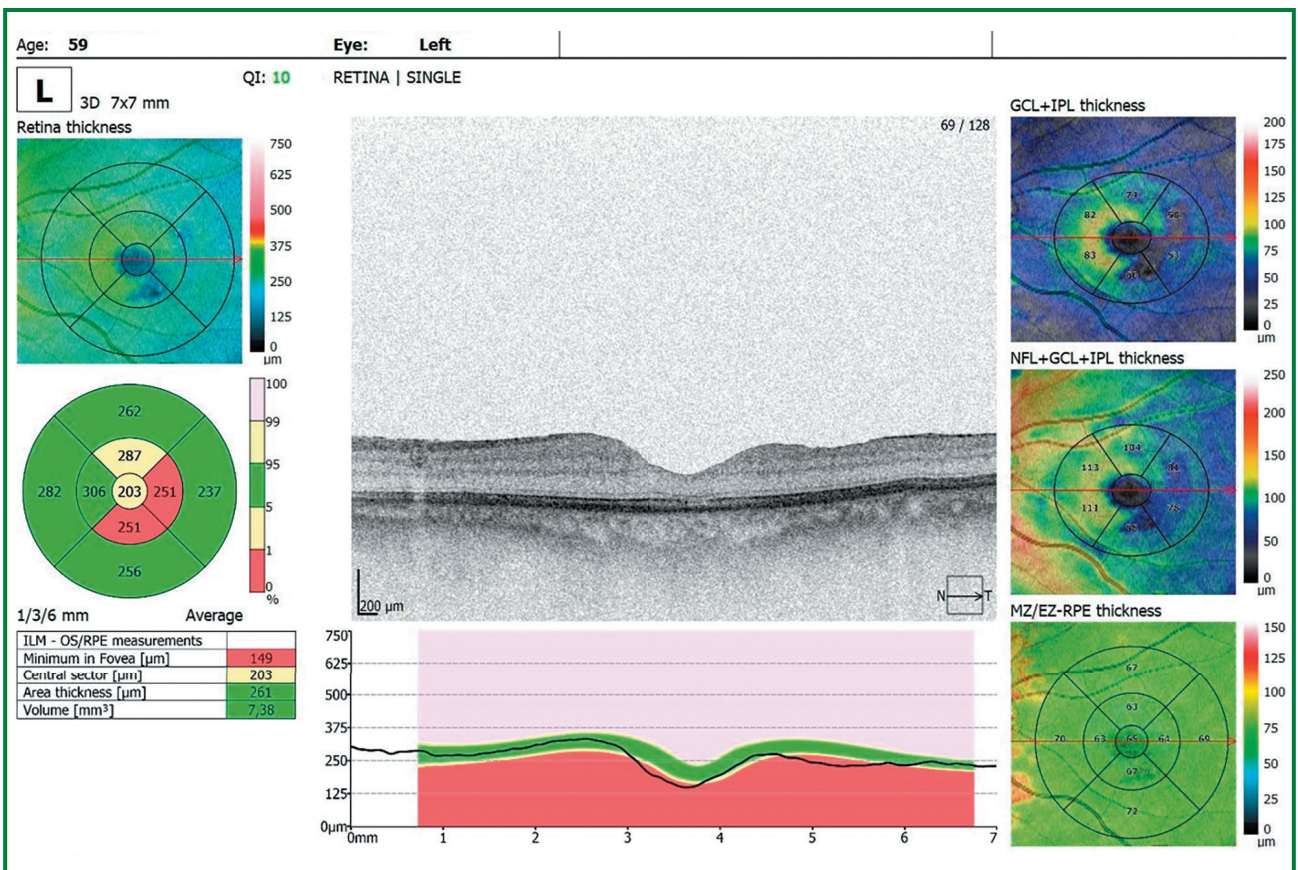 Age: 59
Eye: Left
L
3D 7x7 mm
QI: 10
RETINA | SINGLE
Retina thickness
750
625
500
375
250
125
0
µm
69 / 128
200 µm
N T
GCL+IPL thickness
200
175
150
125
100
75
50
25
0
µm
74
82
83
53
NFL+GCL+IPL thickness
250
200
150
100
50
0
µm
104
113
84
111
78
MZ/EZ-RPE thickness
150
125
100
75
50
25
0
µm
67
63
70 63 65 64 69
67
72
262
287
282 306 203 251 237
251
256
100
99
95
5
1
0
%
1/3/6 mm Average
ILM - OS/RPE measurements
Minimum in Fovea [µm] 149
Central sector [µm] 203
Area thickness [µm] 261
Volume [mm³] 7,38
750
625
500
375
250
125
0µm
0mm 1 2 3 4 5 6 7